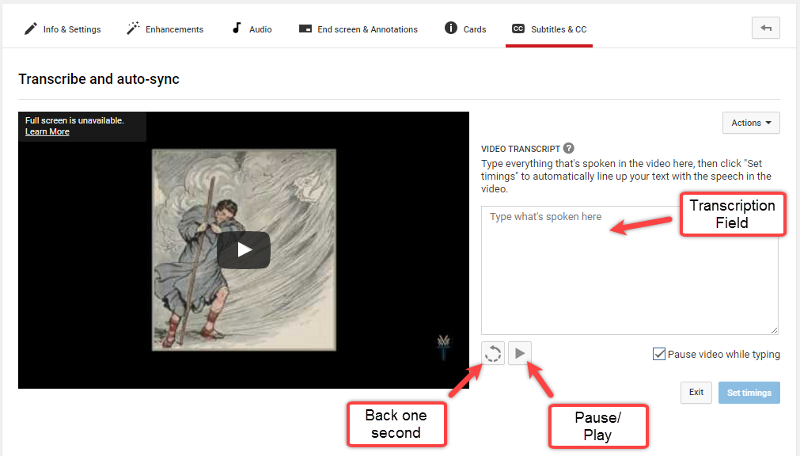 Info & Settings
Enhancements
Audio
End screen & Annotations
Cards
CC
Subtitles & CC
Transcribe and auto-sync
Full screen is unavailable.
Learn More
Actions
VIDEO TRANSCRIPT ?
Type everything that's spoken in the video here, then click "Set
timings" to automatically line up your text with the speech in the
video.
Type what's spoken here
Transcription
Field
Pause video while typing
Exit
Set timings
Back one
second
Pause/
Play